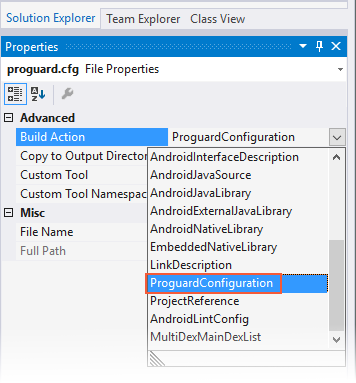 Solution Explorer Team Explorer Class View
Properties
proguard.cfg File Properties
Advanced
Build Action ProguardConfiguration
Copy to Output Director
Custom Tool
Custom Tool Namespac
Misc
File Name
Full Path
AndroidInterfaceDescription
AndroidJavaSource
AndroidJavaLibrary
AndroidExternalJavaLibrary
AndroidNativeLibrary
EmbeddedNativeLibrary
LinkDescription
ProguardConfiguration
ProjectReference
AndroidLintConfig
MultiDexMainDexList